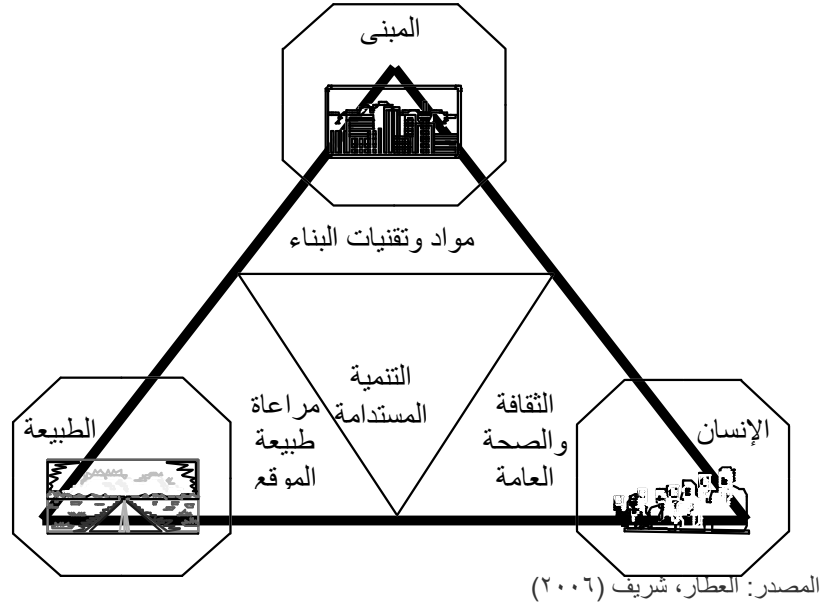 المبنى
مواد وتقنيات البناء
التنمية
المستدامة
الثقافة
والصحة
العامة
مراعاة
طبيعة
الموقع
الإنسان
الطبيعة
المصدر: العطار، شريف (٢٠٠٦)